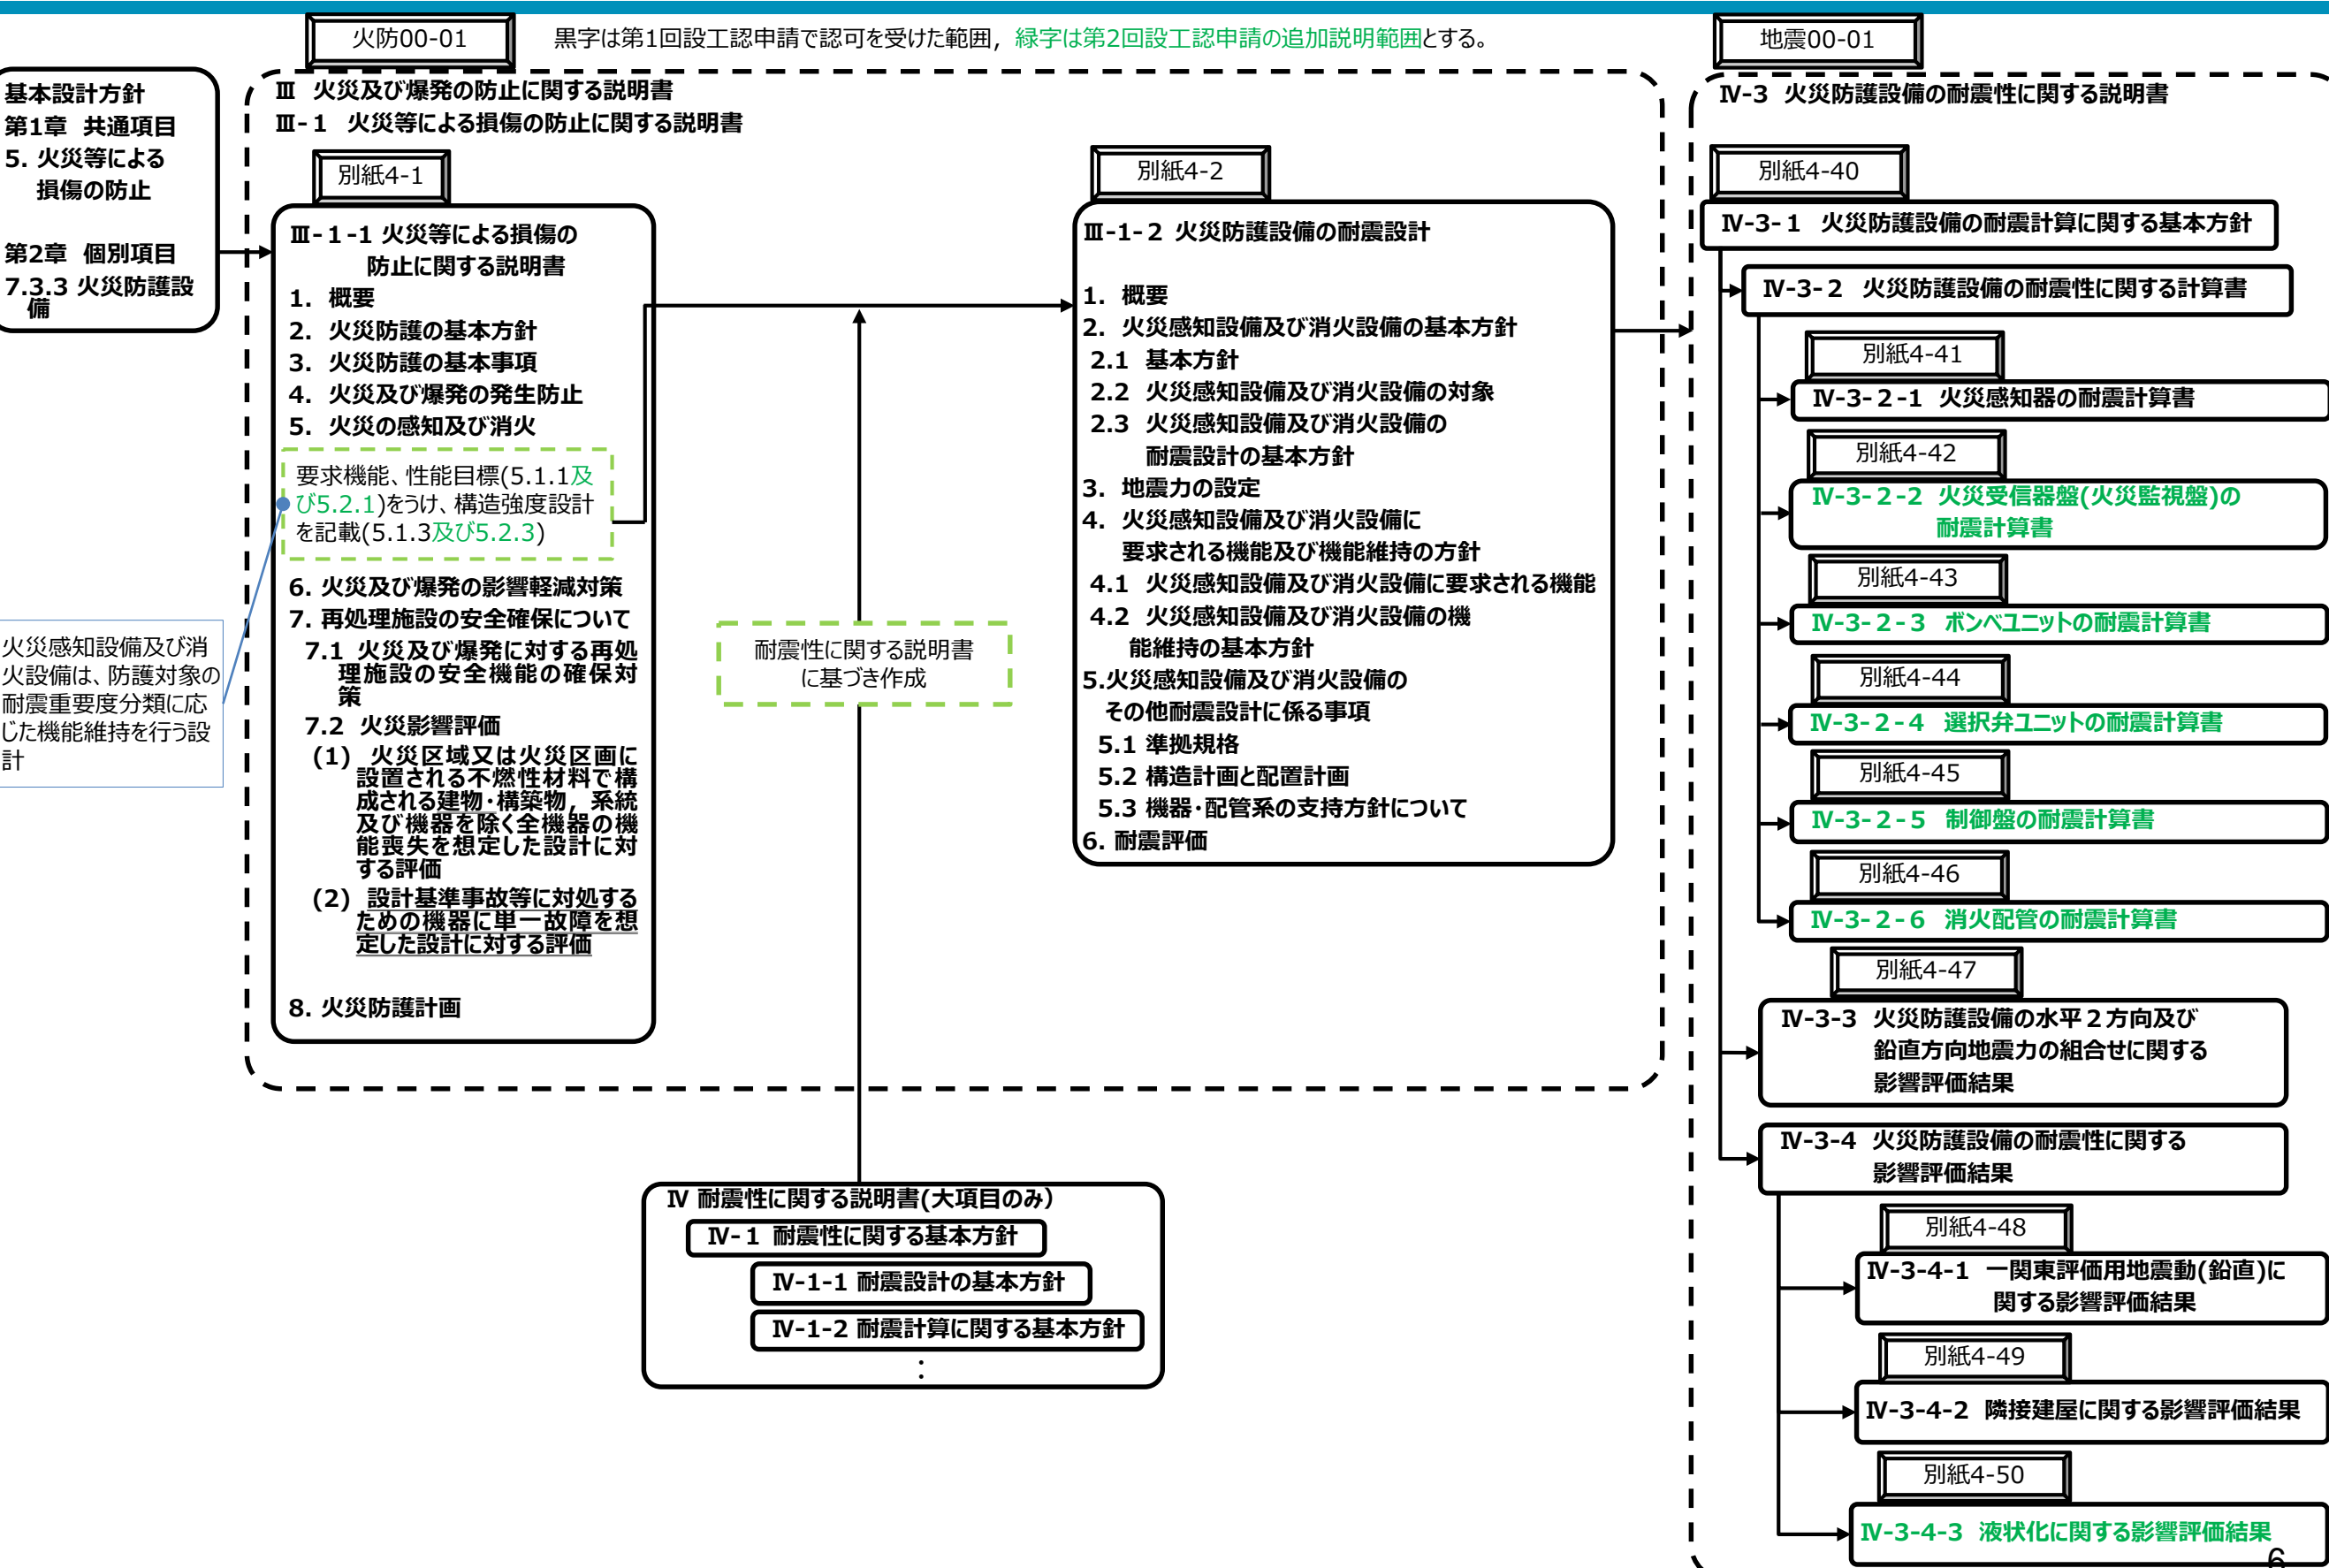 火防00-01
黒字は第1回設工認申請で認可を受けた範囲，緑字は第2回設工認申請の追加説明範囲とする。
地震00-01
基本設計方針
第1章 共通項目
5. 火災等による
損傷の防止
第2章 個別項目
7.3.3 火災防護設
備
Ⅲ 火災及び爆発の防止に関する説明書
Ⅲ-１ 火災等による損傷の防止に関する説明書
別紙4-1
Ⅲ-１-1 火災等による損傷の
防止に関する説明書
1. 概要
2. 火災防護の基本方針
3. 火災防護の基本事項
4. 火災及び爆発の発生防止
5. 火災の感知及び消火
要求機能、性能目標(5.1.1及
び5.2.1)をうけ、構造強度設計
を記載(5.1.3及び5.2.3)
6. 火災及び爆発の影響軽減対策
7. 再処理施設の安全確保について
7.1 火災及び爆発に対する再処
理施設の安全機能の確保対
策
7.2 火災影響評価
(1) 火災区域又は火災区画に
設置される不燃性材料で構
成される建物・構築物，系統
及び機器を除く全機器の機
能喪失を想定した設計に対
する評価
(2) 設計基準事故等に対処する
ための機器に単一故障を想
定した設計に対する評価
8. 火災防護計画
火災感知設備及び消
火設備は、防護対象の
耐震重要度分類に応
じた機能維持を行う設
計
耐震性に関する説明書
に基づき作成
別紙4-2
Ⅲ-1-２ 火災防護設備の耐震設計
1. 概要
2. 火災感知設備及び消火設備の基本方針
2.1 基本方針
2.2 火災感知設備及び消火設備の対象
2.3 火災感知設備及び消火設備の
耐震設計の基本方針
3. 地震力の設定
4. 火災感知設備及び消火設備に
要求される機能及び機能維持の方針
4.1 火災感知設備及び消火設備に要求される機能
4.2 火災感知設備及び消火設備の機
能維持の基本方針
5.火災感知設備及び消火設備の
その他耐震設計に係る事項
5.1 準拠規格
5.2 構造計画と配置計画
5.3 機器・配管系の支持方針について
6. 耐震評価
Ⅳ 耐震性に関する説明書(大項目のみ）
Ⅳ-１ 耐震性に関する基本方針
Ⅳ-1-1 耐震設計の基本方針
Ⅳ-1-2 耐震計算に関する基本方針
：
Ⅳ-3 火災防護設備の耐震性に関する説明書
別紙4-40
Ⅳ-3-１ 火災防護設備の耐震計算に関する基本方針
Ⅳ-3-２ 火災防護設備の耐震性に関する計算書
別紙4-41
Ⅳ-3-２-1 火災感知器の耐震計算書
別紙4-42
Ⅳ-3-２-２ 火災受信器盤(火災監視盤)の
耐震計算書
別紙4-43
Ⅳ-3-２-３ ボンベユニットの耐震計算書
別紙4-44
Ⅳ-3-２-４ 選択弁ユニットの耐震計算書
別紙4-45
Ⅳ-3-２-５ 制御盤の耐震計算書
別紙4-46
Ⅳ-3-２-６ 消火配管の耐震計算書
別紙4-47
Ⅳ-3-3 火災防護設備の水平２方向及び
鉛直方向地震力の組合せに関する
影響評価結果
Ⅳ-3-4 火災防護設備の耐震性に関する
影響評価結果
別紙4-48
Ⅳ-3-4-1 一関東評価用地震動(鉛直)に
関する影響評価結果
別紙4-49
Ⅳ-3-4-2 隣接建屋に関する影響評価結果
別紙4-50
Ⅳ-3-4-3 液状化に関する影響評価結果
6